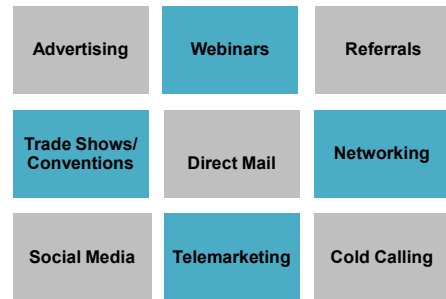 Advertising
Webinars
Referrals
Trade Shows/
Conventions
Direct Mail
Networking
Social Media
Telemarketing
Cold Calling